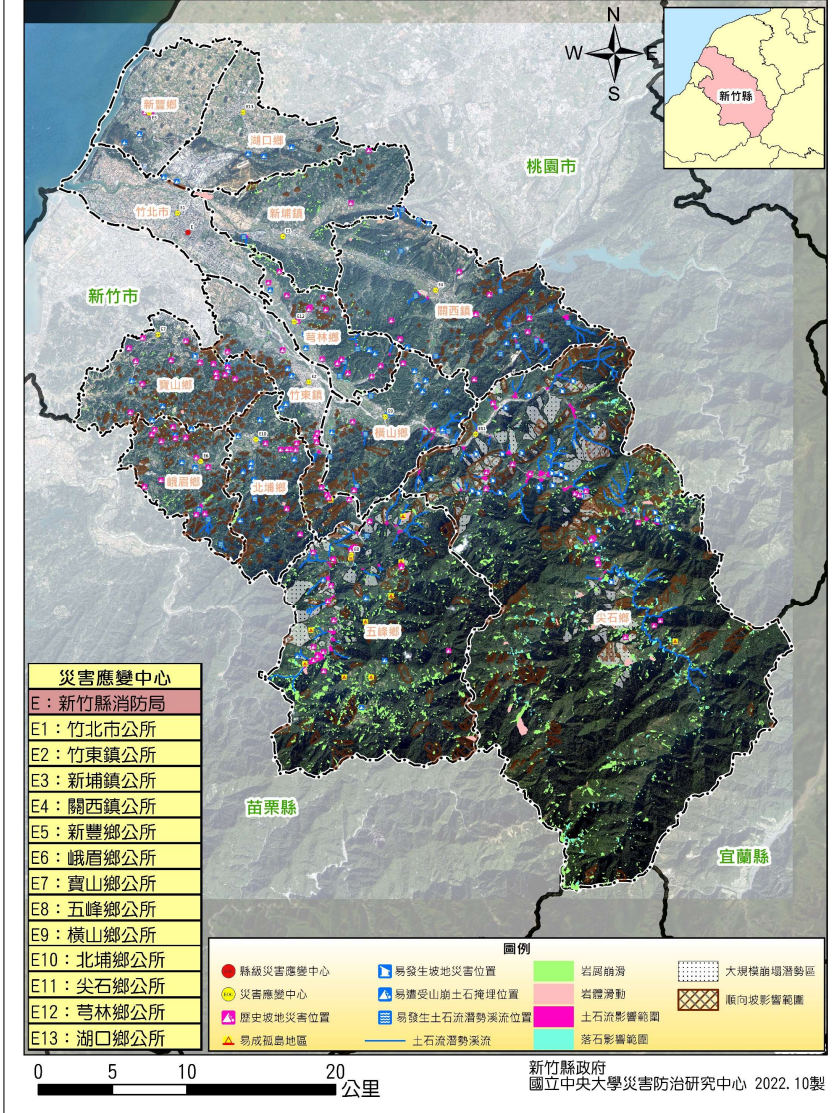 N
W E
S
新竹縣
新豐鄉
E5
E13
湖口鄉
桃園市
竹北市
新埔鎮
E3
E
新竹市
E4
關西鎮
E12
E7
芎林鄉
寶山鄉
E2
竹東鎮
E9
橫山鄉
E11
E10
E6
峨眉鄉
北埔鄉
E8
五峰鄉
尖石鄉
苗栗縣
宜蘭縣
災害應變中心
E：新竹縣消防局
E1：竹北市公所
E2：竹東鎮公所
E3：新埔鎮公所
E4：關西鎮公所
E5：新豐鄉公所
E6：峨眉鄉公所
E7：寶山鄉公所
E8：五峰鄉公所
E9：橫山鄉公所
E10：北埔鄉公所
E11：尖石鄉公所
E12：芎林鄉公所
E13：湖口鄉公所
圖例
縣級災害應變中心
災害應變中心
歷史坡地災害位置
易成孤島地區
易發生坡地災害位置
易遭受山崩土石掩埋位置
易發生土石流潛勢溪流位置
土石流潛勢溪流
岩屑崩滑
岩體滑動
土石流影響範圍
落石影響範圍
大規模崩塌潛勢區
順向坡影響範圍
0 5 10 20
公里
新竹縣政府
國立中央大學災害防治研究中心 2022.10製